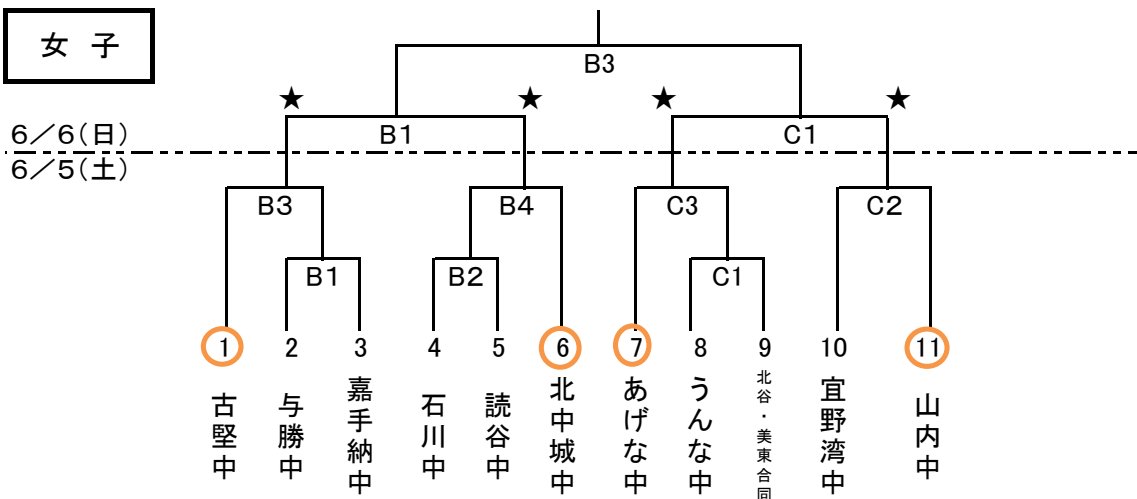 女 子
B3
★ ★ ★ ★
B1 C1
6／6(日)
6／5(土)
B3 B4 C3 C2
B1 B2 C1
1 2 3 4 5 6 7 8 9 10 11
古堅中
与勝中
嘉手納中
石川中
読谷中
北中城中
あげな中
うんな中
北谷・美東合同
宜野湾中
山内中